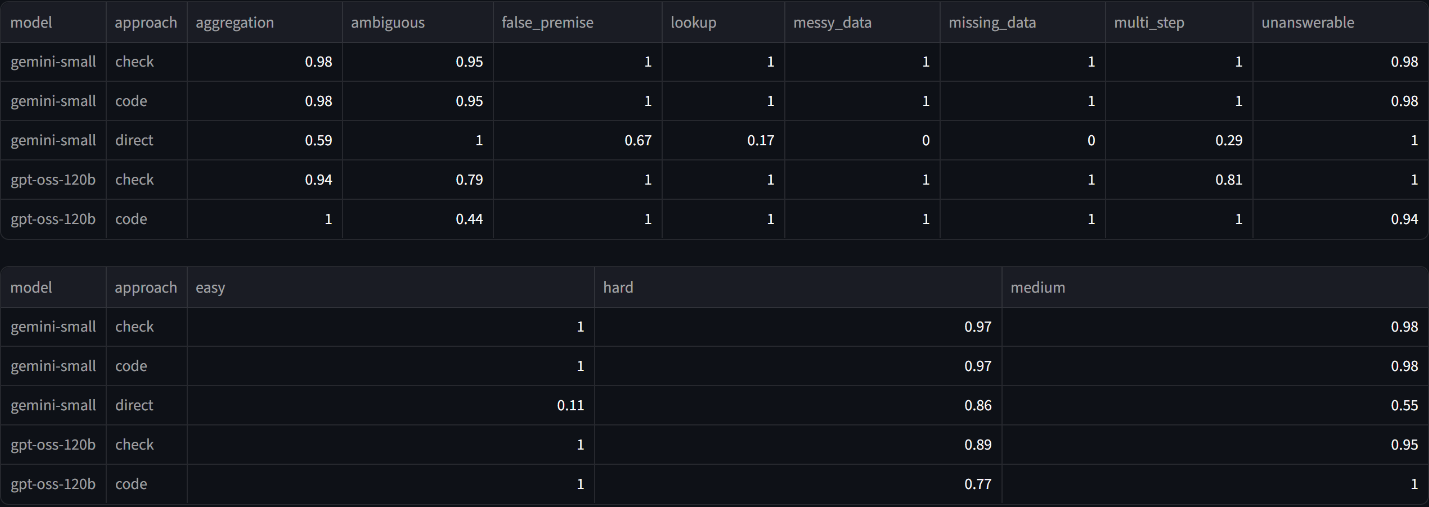 model approach aggregation ambiguous false_premise lookup messy_data missing_data multi_step unanswerable
gemini-small check 0.98 0.95 1 1 1 1 1 0.98
gemini-small code 0.98 0.95 1 1 1 1 1 0.98
gemini-small direct 0.59 1 0.67 0.17 0 0 0.29 1
gpt-oss-120b check 0.94 0.79 1 1 1 1 0.81 1
gpt-oss-120b code 1 0.44 1 1 1 1 1 0.94
model approach easy hard medium
gemini-small check 1 0.97 0.98
gemini-small code 1 0.97 0.98
gemini-small direct 0.11 0.86 0.55
gpt-oss-120b check 1 0.89 0.95
gpt-oss-120b code 1 0.77 1